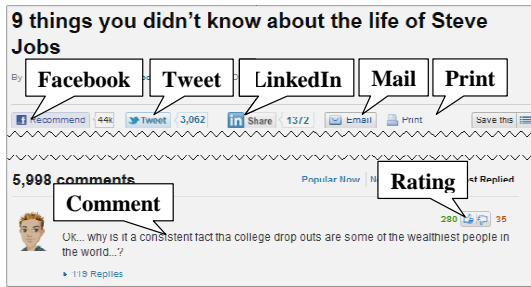 9 things you didn't know about the life of Steve
Jobs
By
Facebook Tweet LinkedIn Mail Print
Recommend 44k Tweet 3,062 in Share 1372 Email Print Save this
5,998 comments Popular Now st Replied
Comment Rating
280 35
Ok... why is it a consistent fact tha college drop outs are some of the wealthiest people in
the world...?
119 Replies